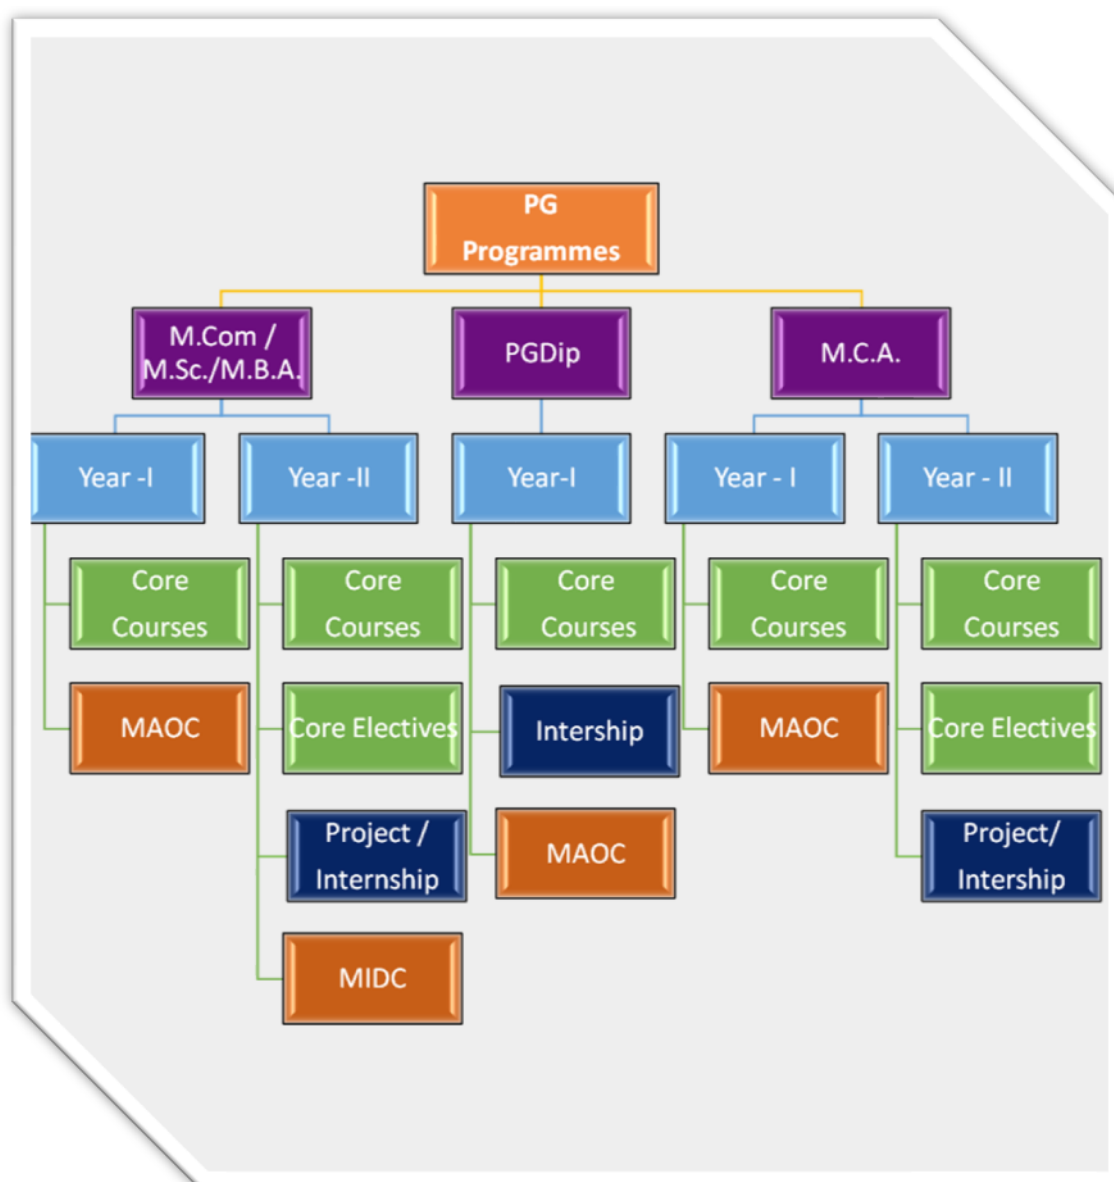 PG
Programmes
M.Com /
M.Sc./M.B.A.
PGDip
M.C.A.
Year -I
Year -II
Year-I
Year - I
Year - II
Core
Courses
Core
Courses
Core
Courses
Core
Courses
Core
Courses
MAOC
Core Electives
Intership
MAOC
Core Electives
Project /
Internship
MAOC
Project/
Intership
MIDC